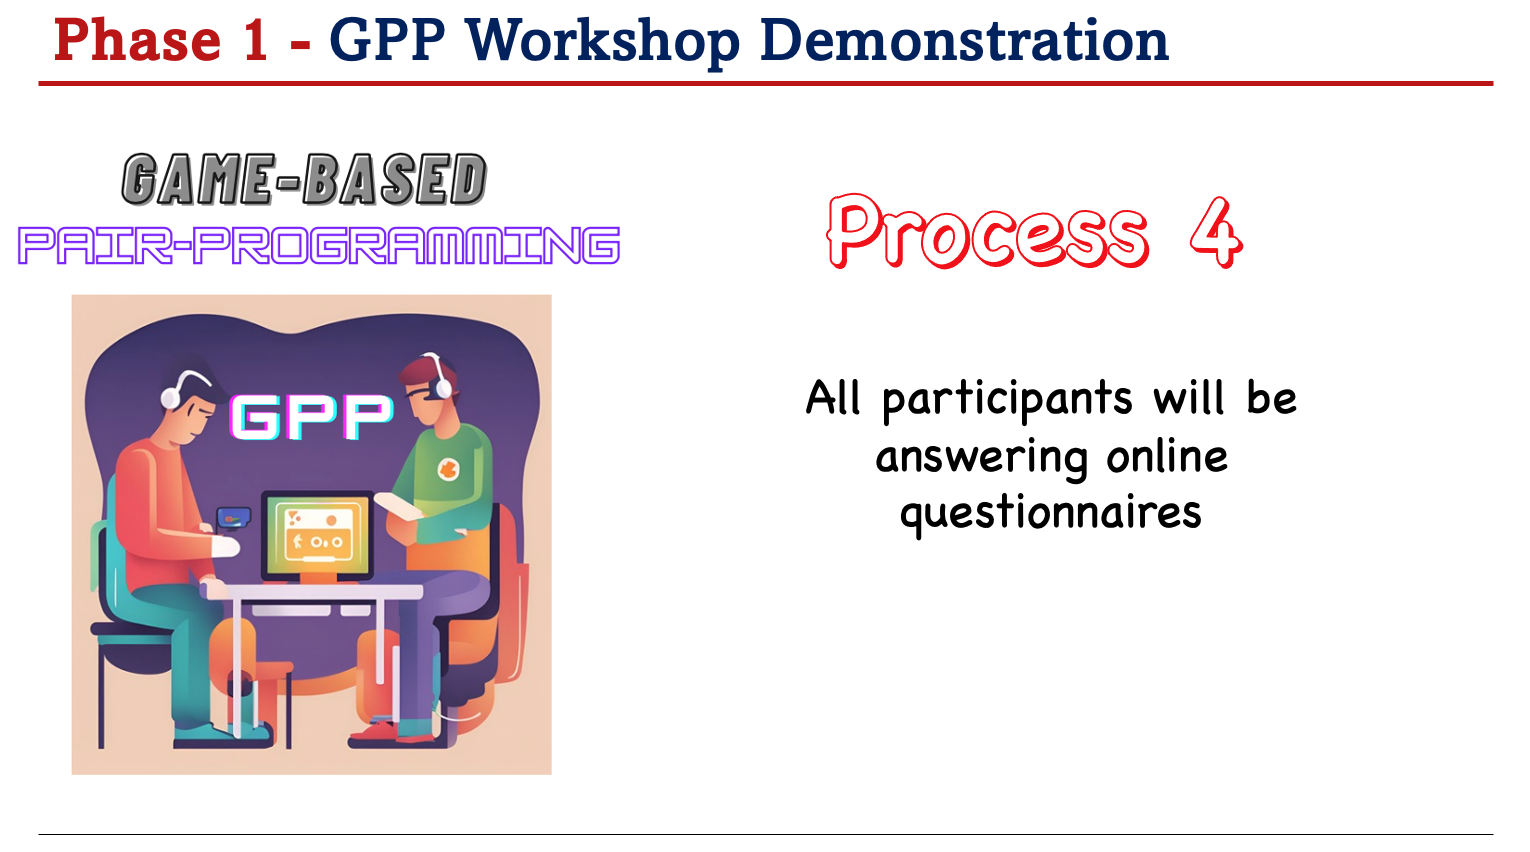 Phase 1 - GPP Workshop Demonstration
GAME-BASED
PAIR-PROGRAMMING
GPP
Process 4
All participants will be
answering online
questionnaires